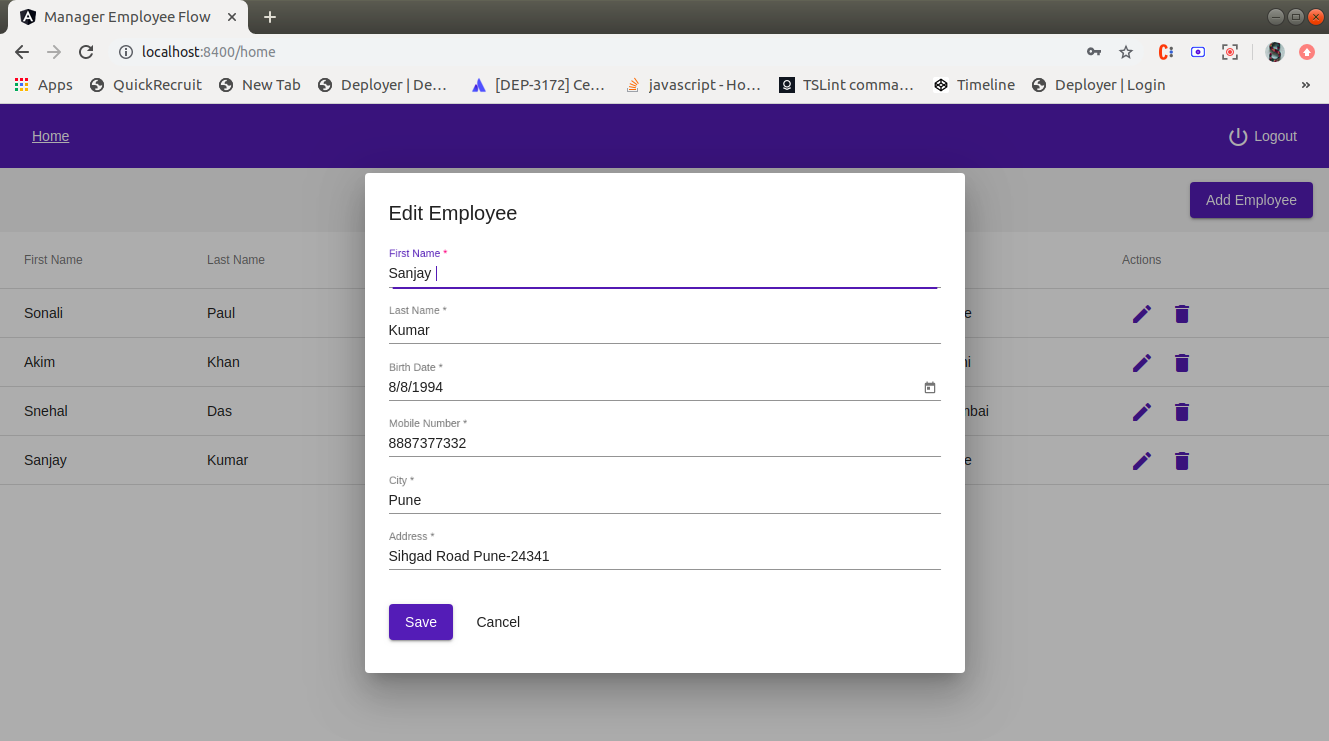 Manager Employee Flow
localhost:8400/home
Apps QuickRecruit New Tab Deployer | De... [DEP-3172] Ce... javascript - Ho... TSLint comma... Timeline Deployer | Login »
Home Logout
Add Employee
First Name Last Name Actions
Sonali Paul e
Akim Khan
Snehal Das nbai
Sanjay Kumar e
Edit Employee
First Name *
Sanjay
Last Name *
Kumar
Birth Date *
8/8/1994
Mobile Number *
8887377332
City *
Pune
Address *
Sihgad Road Pune-24341
Save Cancel